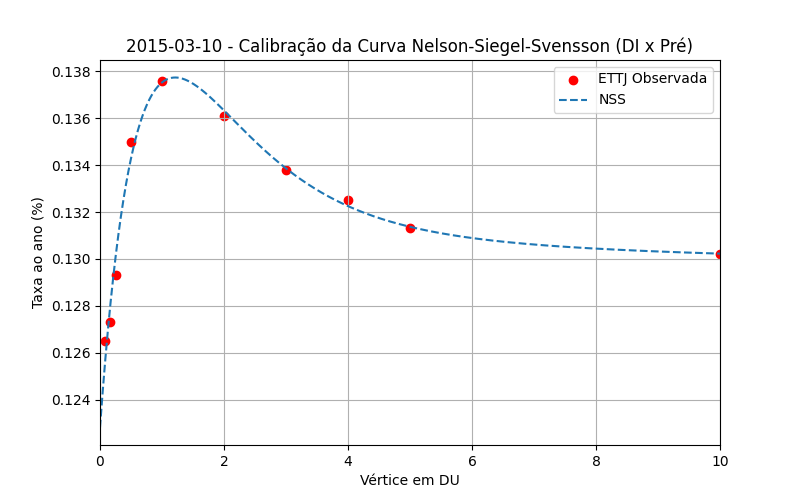 2015-03-10 - Calibração da Curva Nelson-Siegel-Svensson (DI x Pré)
ETTJ Observada
NSS
Taxa ao ano (%)
0.138
0.136
0.134
0.132
0.130
0.128
0.126
0.124
0 2 4 6 8 10
Vértice em DU